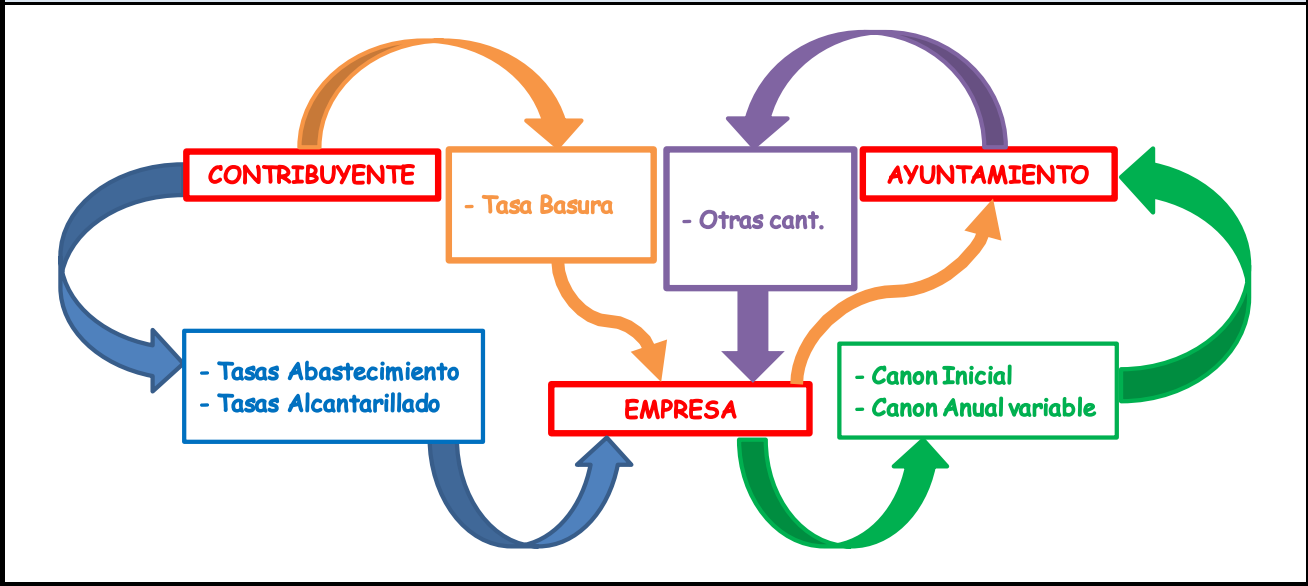 CONTRIBUYENTE
- Tasa Basura
- Otras cant.
AYUNTAMIENTO
- Tasas Abastecimiento
- Tasas Alcantarillado
EMPRESA
- Canon Inicial
- Canon Anual variable